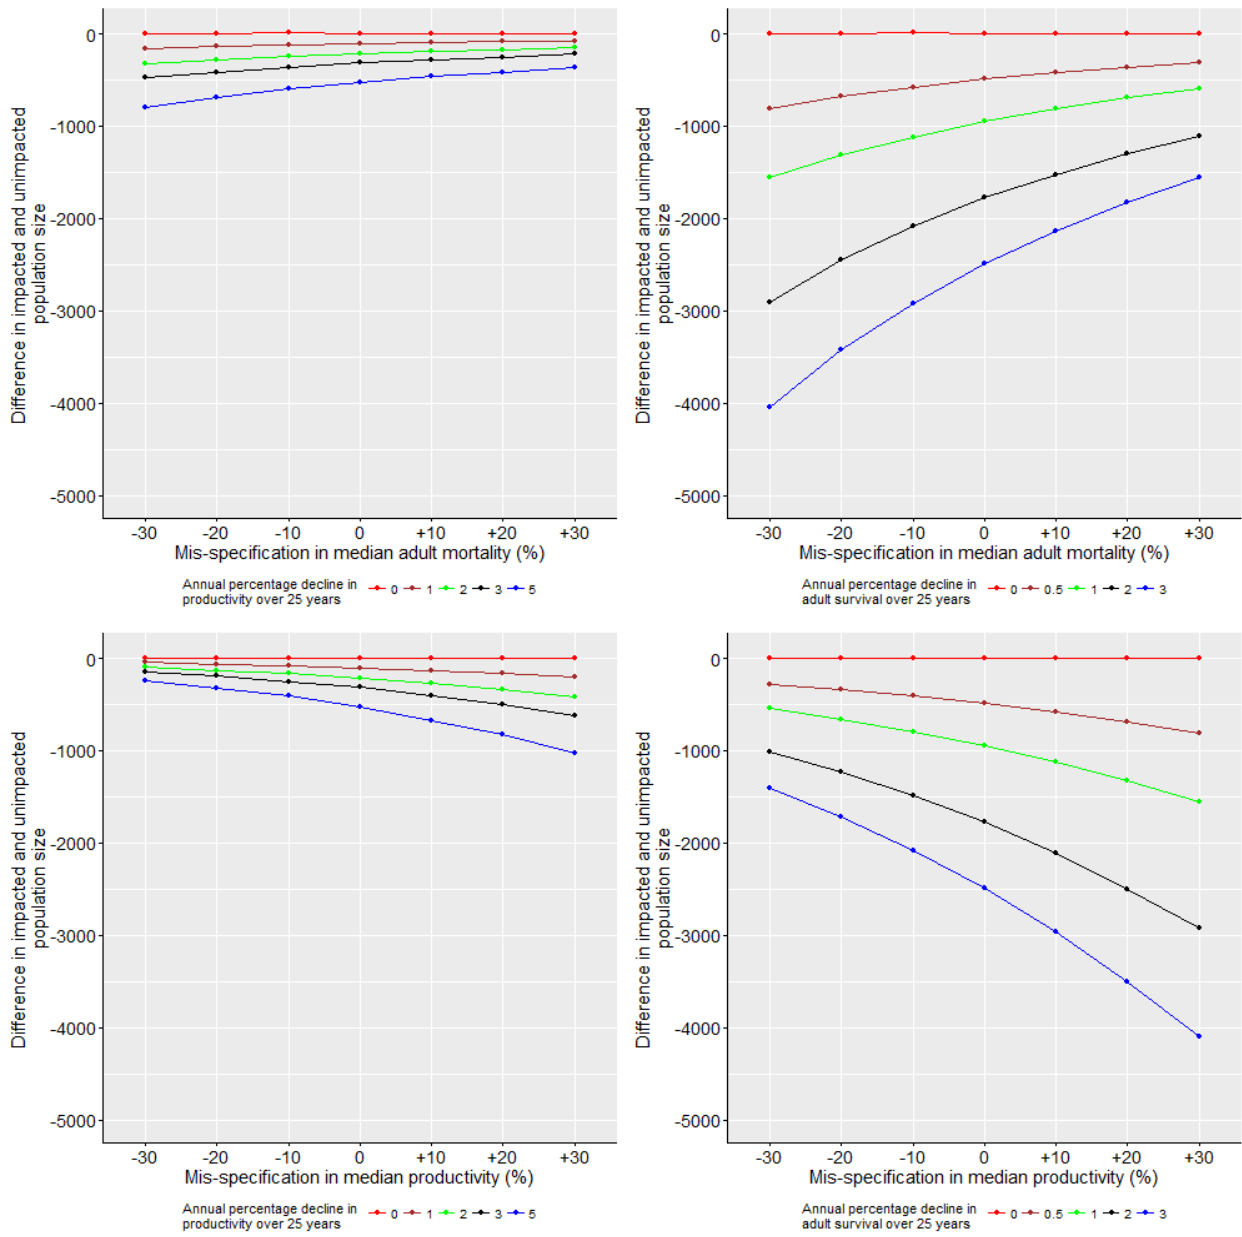 0
-1000
-2000
-3000
-4000
-5000
Difference in impacted and unimpacted
population size
-30 -20 -10 0 +10 +20 +30
Mis-specification in median adult mortality (%)
Annual percentage decline in
productivity over 25 years 0 1 2 3 5
0
-1000
-2000
-3000
-4000
-5000
Difference in impacted and unimpacted
population size
-30 -20 -10 0 +10 +20 +30
Mis-specification in median adult mortality (%)
Annual percentage decline in
adult survival over 25 years 0 0.5 1 2 3
0
-1000
-2000
-3000
-4000
-5000
Difference in impacted and unimpacted
population size
-30 -20 -10 0 +10 +20 +30
Mis-specification in median productivity (%)
Annual percentage decline in
productivity over 25 years 0 1 2 3 5
0
-1000
-2000
-3000
-4000
-5000
Difference in impacted and unimpacted
population size
-30 -20 -10 0 +10 +20 +30
Mis-specification in median productivity (%)
Annual percentage decline in
adult survival over 25 years 0 0.5 1 2 3